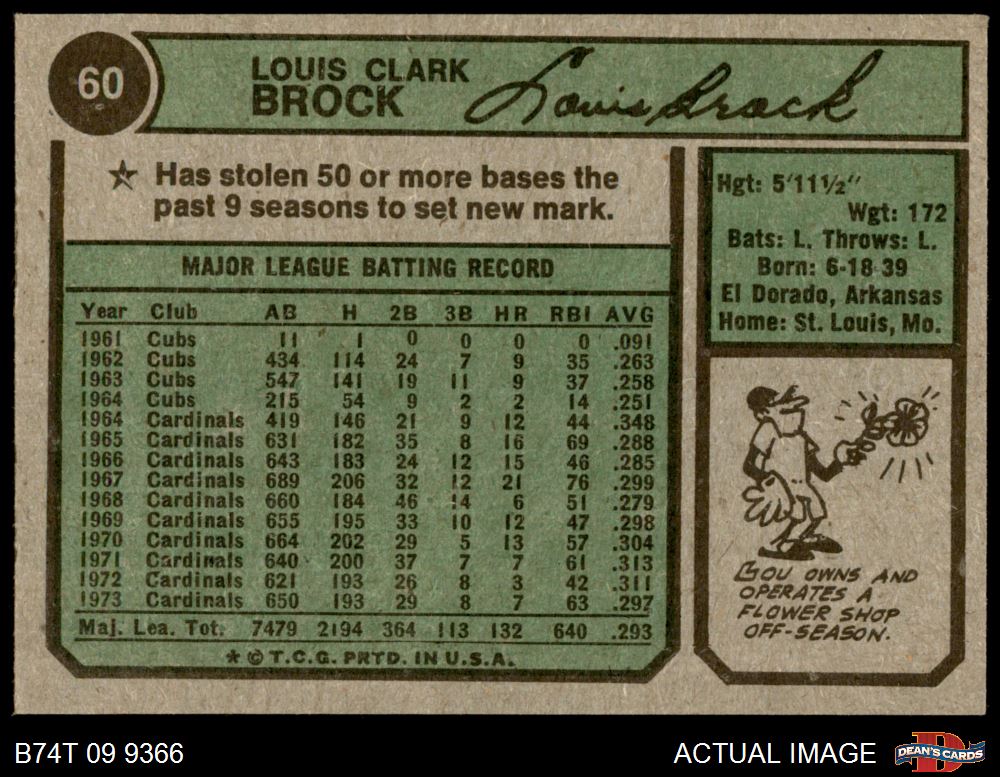 60
LOUIS CLARK
BROCK
Louis Brock
☆ Has stolen 50 or more bases the
past 9 seasons to set new mark.
MAJOR LEAGUE BATTING RECORD
Year Club AB H 2B 3B HR RBI AVG
1961 Cubs 11 1 0 0 0 0 .091
1962 Cubs 434 114 24 7 9 35 .263
1963 Cubs 547 141 19 11 9 37 .258
1964 Cubs 215 54 9 2 2 14 .251
1964 Cardinals 419 146 21 9 12 44 .348
1965 Cardinals 631 182 35 8 16 69 .288
1966 Cardinals 643 183 24 12 15 46 .285
1967 Cardinals 689 206 32 12 21 76 .299
1968 Cardinals 660 184 46 14 6 51 .279
1969 Cardinals 655 195 33 10 12 47 .298
1970 Cardinals 664 202 29 5 13 57 .304
1971 Cardinals 640 200 37 7 7 61 .313
1972 Cardinals 621 193 26 8 3 42 .311
1973 Cardinals 650 193 29 8 7 63 .297
Maj. Lea. Tot. 7479 2194 364 113 132 640 .293
* © T.C.G. PRTD. IN U.S.A.
Hgt: 5'11½"
Wgt: 172
Bats: L. Throws: L.
Born: 6-18-39
El Dorado, Arkansas
Home: St. Louis, Mo.
LOU OWNS AND
OPERATES A
FLOWER SHOP
OFF-SEASON.
B74T 09 9366
ACTUAL IMAGE
D
DEAN'S CARDS